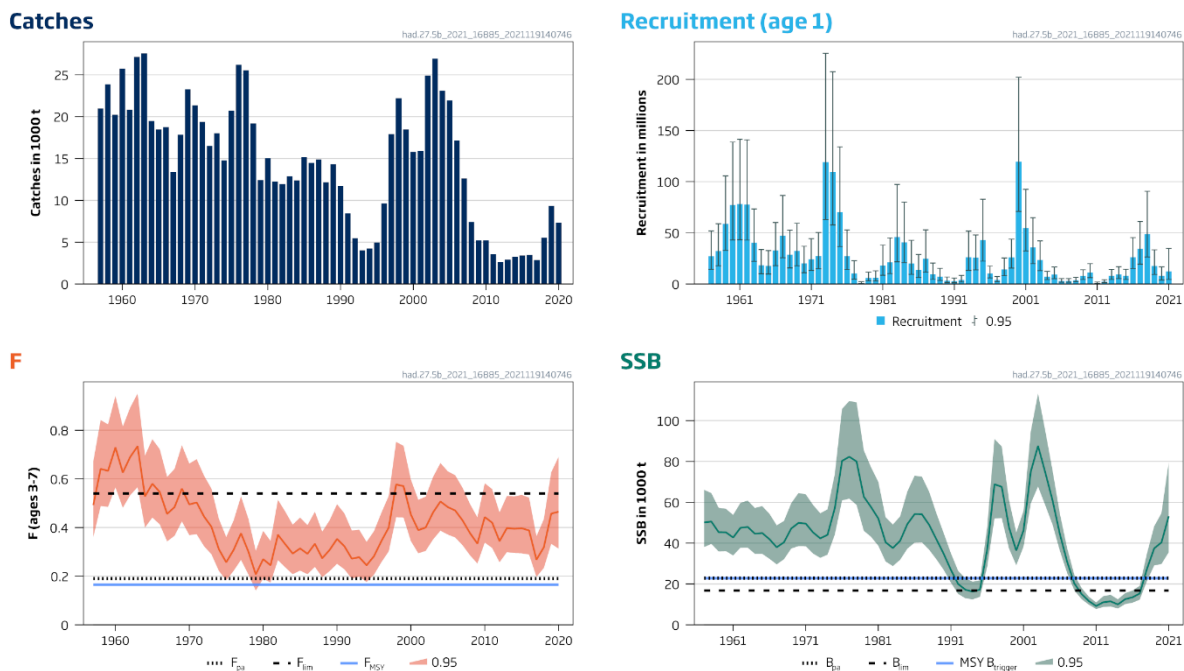 Catches
had.27.5b_2021_16885_2021119140746
Catches in 1000 t
25
20
15
10
5
0
1960 1970 1980 1990 2000 2010 2020
Recruitment (age 1)
had.27.5b_2021_16885_2021119140746
Recruitment in millions
200
150
100
50
0
1961 1971 1981 1991 2001 2011 2021
Recruitment 0.95
F
had.27.5b_2021_16885_2021119140746
F (ages 3-7)
0.8
0.6
0.4
0.2
0
1960 1970 1980 1990 2000 2010 2020
Fpa Flim FMSY 0.95
SSB
had.27.5b_2021_16885_2021119140746
SSB in 1000 t
100
80
60
40
20
0
1961 1971 1981 1991 2001 2011 2021
Bpa Blim MSY Btrigger 0.95